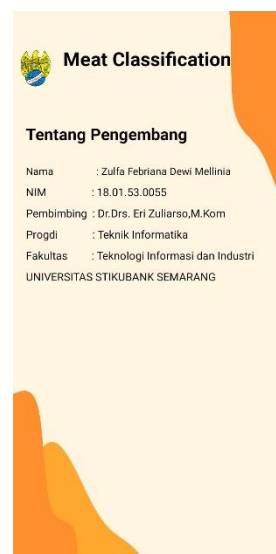 Meat Classification
Tentang Pengembang
Nama : Zulfa Febriana Dewi Mellinia
NIM : 18.01.53.0055
Pembimbing : Dr.Drs. Eri Zuliarso,M.Kom
Progdi : Teknik Informatika
Fakultas : Teknologi Informasi dan Industri
UNIVERSITAS STIKUBANK SEMARANG